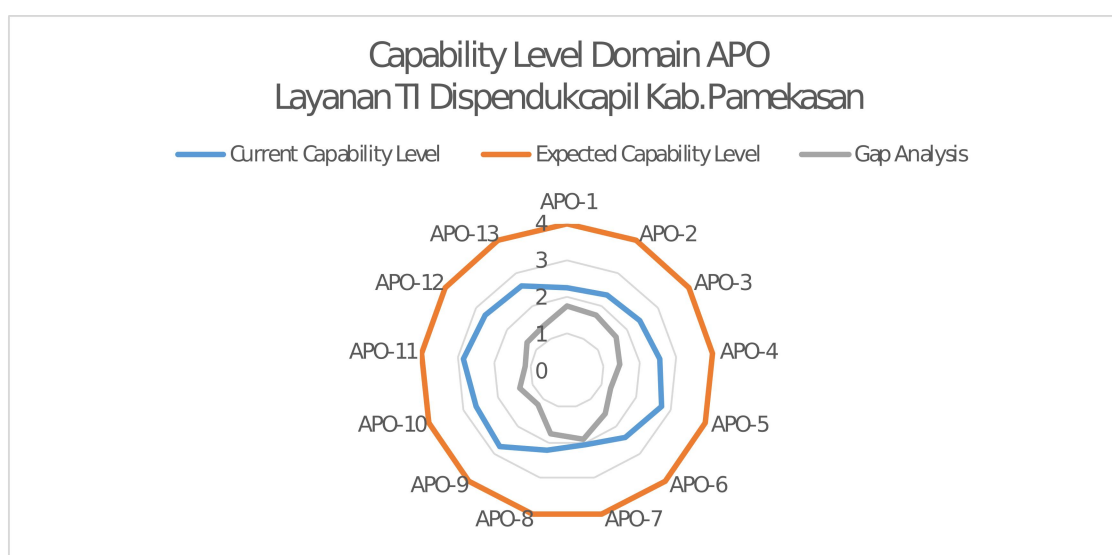 Capability Level Domain APO
Layanan TI Dispendukcapil Kab.Pamekasan
Current Capability Level
Expected Capability Level
Gap Analysis
APO-1
APO-2
APO-3
APO-4
APO-5
APO-6
APO-7
APO-8
APO-9
APO-10
APO-11
APO-12
APO-13
4
3
2
1
0